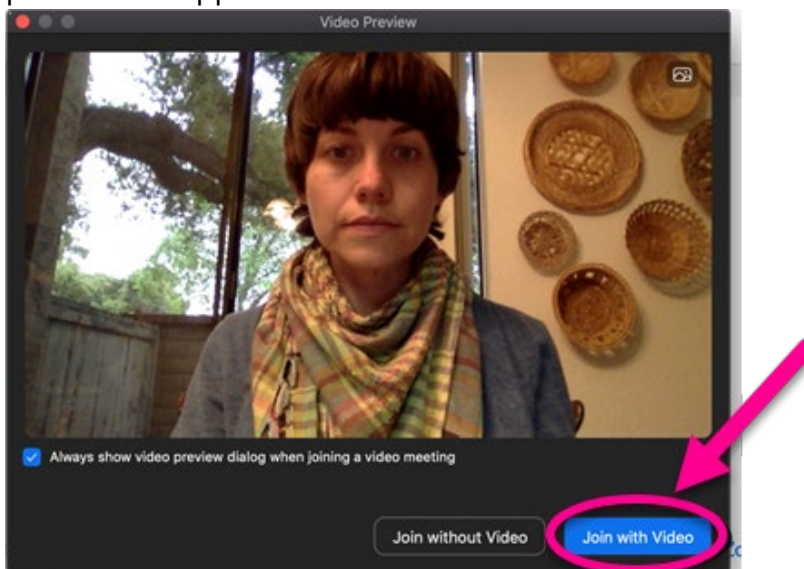 Video Preview
Always show video preview dialog when joining a video meeting
Join without Video
Join with Video